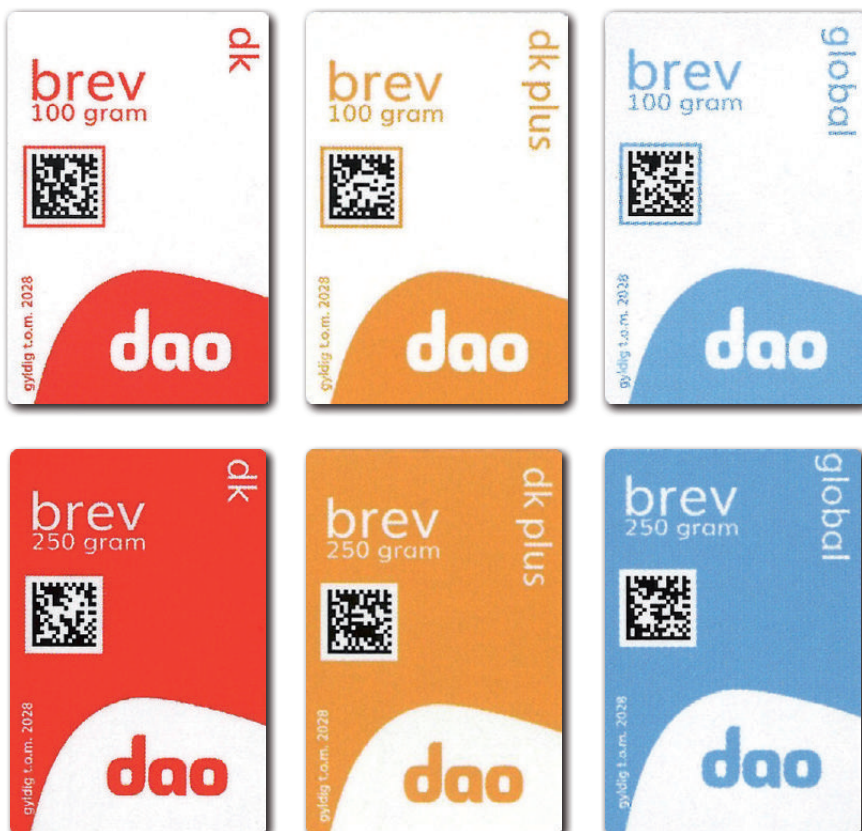 dk
brev
100 gram
gyldig t.o.m. 2028
dao
dk plus
brev
100 gram
gyldig t.o.m. 2028
dao
global
brev
100 gram
gyldig t.o.m. 2028
dao
dk
brev
250 gram
gyldig t.o.m. 2028
dao
dk plus
brev
250 gram
gyldig t.o.m. 2028
dao
global
brev
250 gram
gyldig t.o.m. 2028
dao